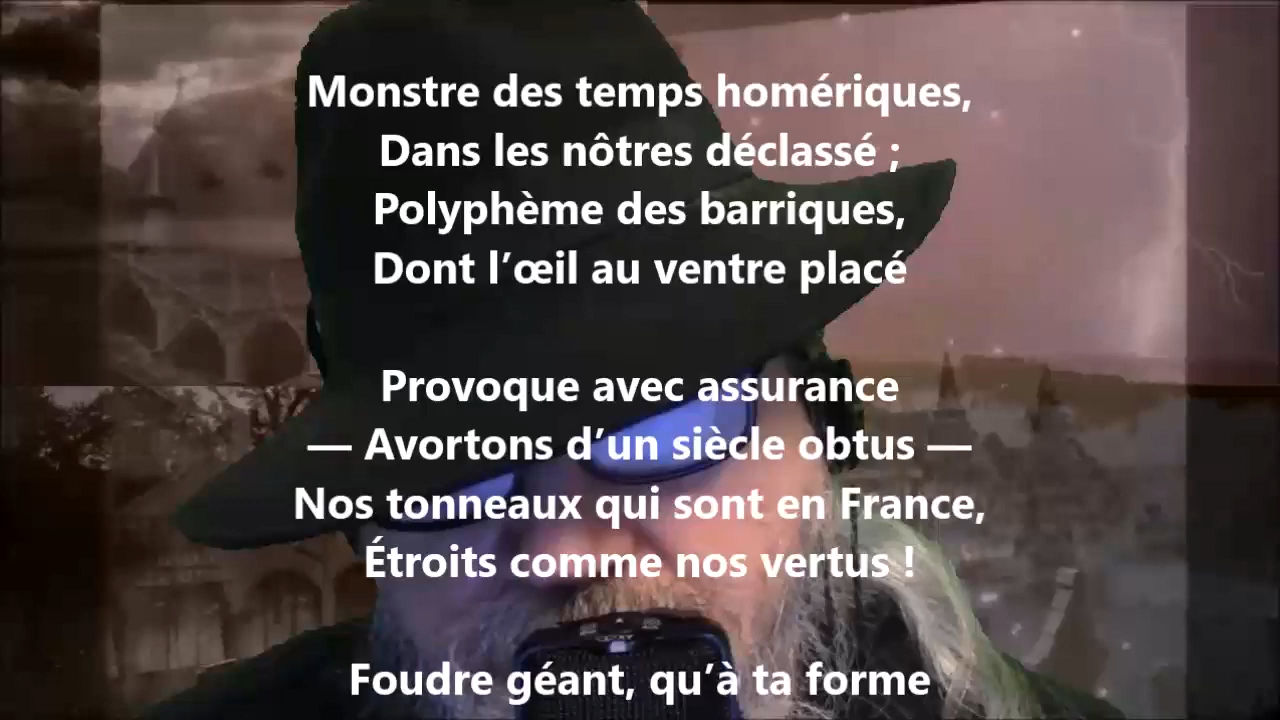 Monstre des temps homériques,
Dans les nôtres déclassé ;
Polyphème des barriques,
Dont l’œil au ventre placé
Provoque avec assurance
— Avortons d’un siècle obtus —
Nos tonneaux qui sont en France,
Étroits comme nos vertus !
Foudre géant, qu’à ta forme